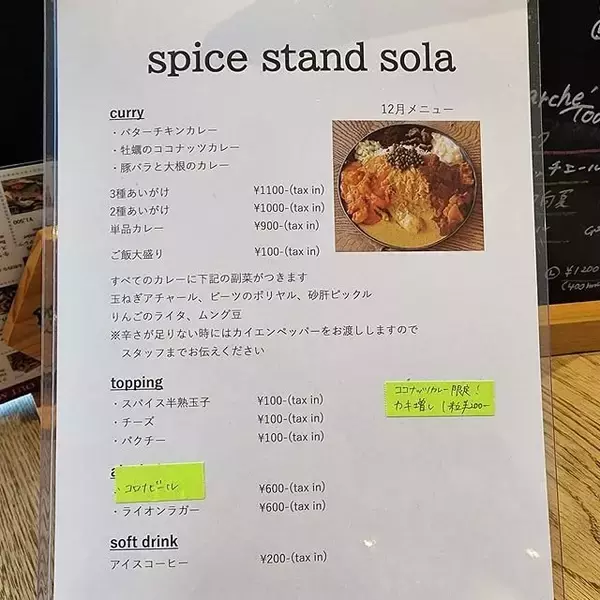 spice stand sola
curry
12月メニュー
・バターチキンカレー
・牡蠣のココナッツカレー
・豚バラと大根のカレー
3種あいがけ ¥1100-(tax in)
2種あいがけ ¥1000-(tax in)
単品カレー ¥900-(tax in)
ご飯大盛り ¥100-(tax in)
すべてのカレーに下記の副菜がつきます
玉ねぎアチャール、ビーツのポリヤル、砂肝ピックル
りんごのライタ、ムング豆
※辛さが足りない時にはカイエンペッパーをお渡ししますので
スタッフまでお伝えください
topping
・スパイス半熟玉子 ¥100-(tax in)
・チーズ ¥100-(tax in)
・パクチー ¥100-(tax in)
ココナッツカレー限定!
カキ増し 1粒¥200-
・コロナビール ¥600-(tax in)
・ライオンラガー ¥600-(tax in)
soft drink
アイスコーヒー ¥200-(tax in)
¥1,500
arche'
Too
¥1200